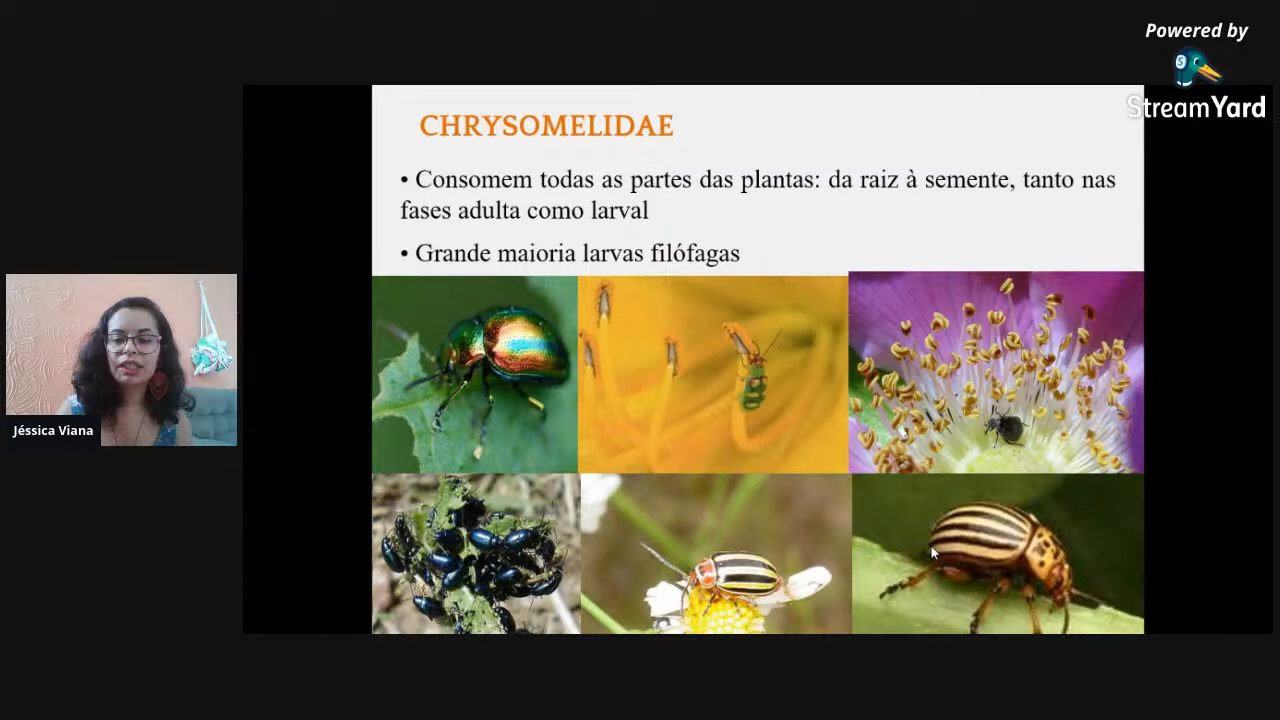 Powered by
StreamYard
CHRYSOMELIDAE
• Consomem todas as partes das plantas: da raiz à semente, tanto nas
fases adulta como larval
• Grande maioria larvas filófagas
Jéssica Viana